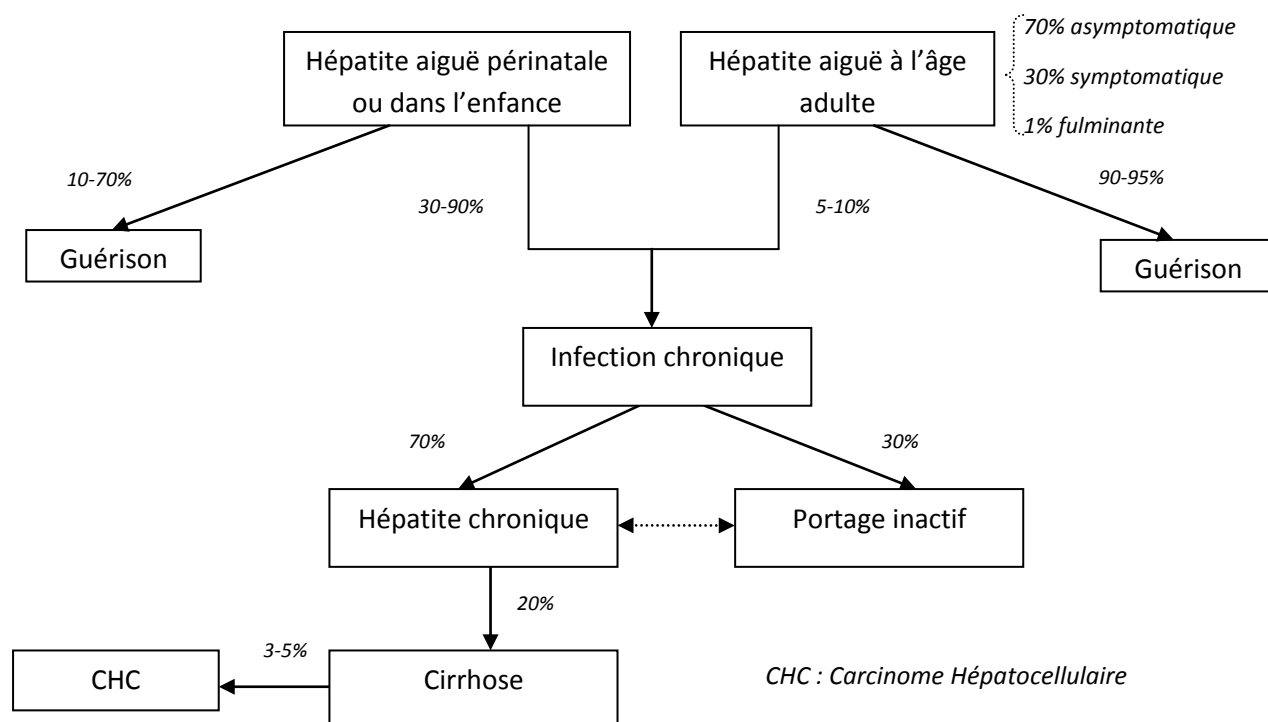 Hépatite aiguë périnatale
ou dans l’enfance
Hépatite aiguë à l’âge
adulte
70% asymptomatique
30% symptomatique
1% fulminante
10-70%
30-90%
5-10%
90-95%
Guérison
Guérison
Infection chronique
70%
30%
Hépatite chronique
Portage inactif
20%
3-5%
CHC
Cirrhose
CHC : Carcinome Hépatocellulaire